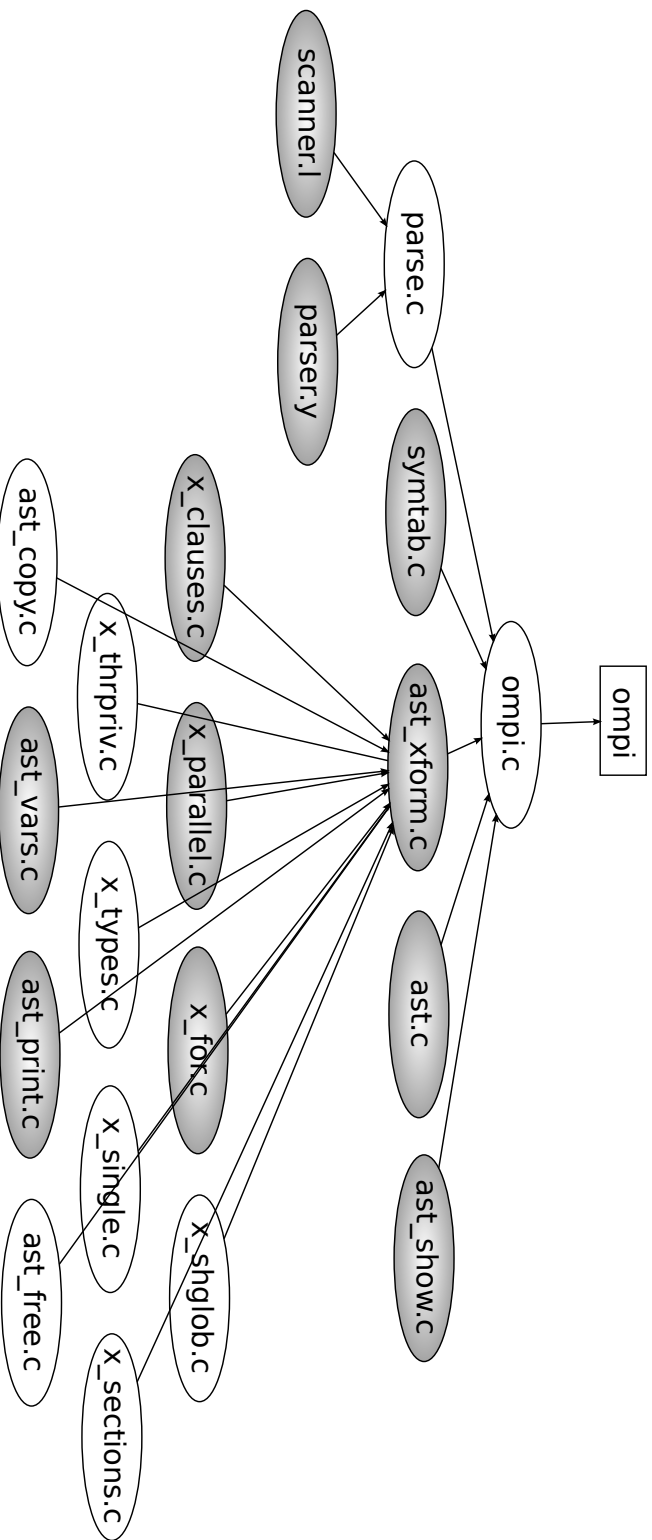 ompi
ompi.c
parse.c
symtab.c
ast_xform.c
ast.c
ast_show.c
scanner.l
parser.y
x_clauses.c
x_parallel.c
x_for.c
x_shglob.c
x_thrpriv.c
x_types.c
x_single.c
x_sections.c
ast_copy.c
ast_vars.c
ast_print.c
ast_free.c